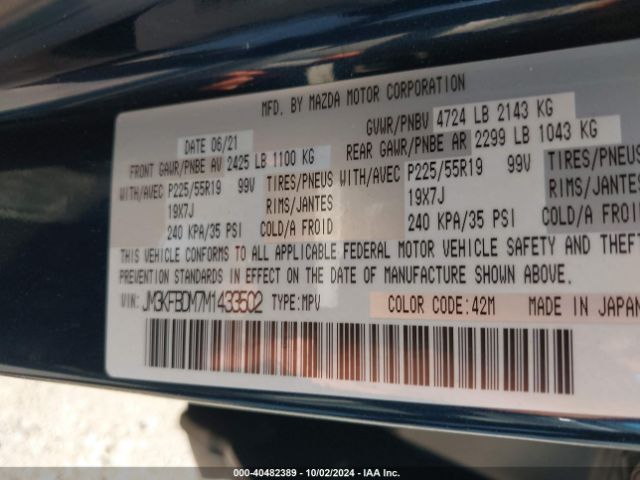 MFD. BY MAZDA MOTOR CORPORATION
DATE 06/21 GVWR/PNBV 4724 LB 2143 KG
FRONT GAWR/PNBE AV 2425 LB 1100 KG REAR GAWR/PNBE AR 2299 LB 1043 KG
WITH/AVEC P225/55R19 99V TIRES/PNEUS WITH/AVEC P225/55R19 99V TIRES/PNEUS
19X7J RIMS/JANTES 19X7J RIMS/JANTES
240 KPA/35 PSI COLD/A FROID 240 KPA/35 PSI COLD/A FROID
THIS VEHICLE CONFORMS TO ALL APPLICABLE FEDERAL MOTOR VEHICLE SAFETY AND
STANDARDS IN EFFECT ON THE DATE OF MANUFACTURE SHOWN ABOVE.
VIN: JM3KFBDM7M1433502 TYPE: MPV COLOR CODE: 42M MADE IN JAPAN
000-40482389 - 10/02/2024 - IAA Inc.